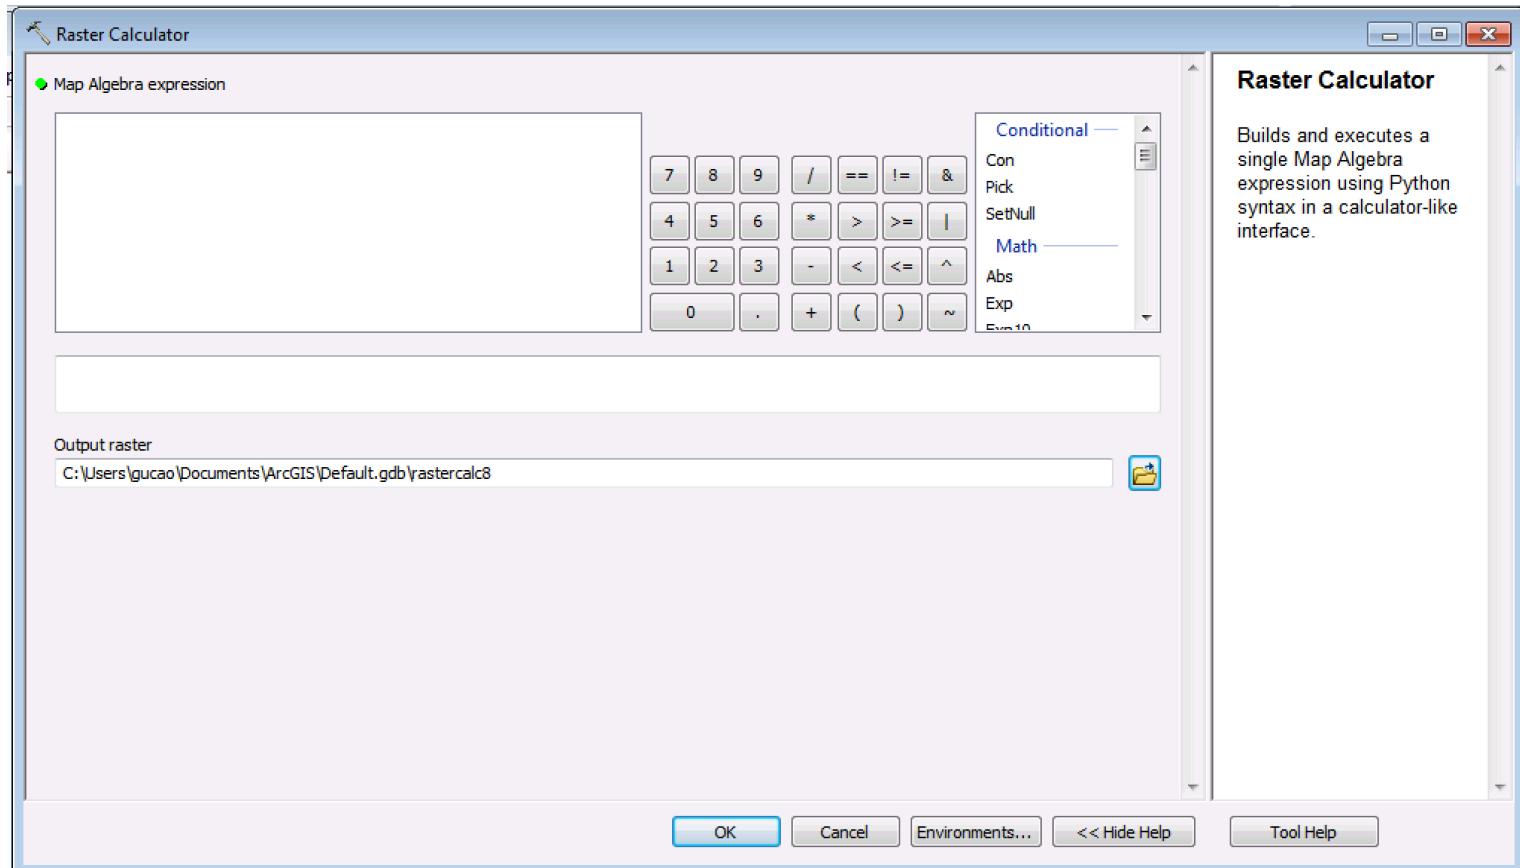 Raster Calculator
Map Algebra expression
7 8 9 / == != &
4 5 6 * > >= |
1 2 3 - < <= ^
0 . + ( ) ~
Conditional
Con
Pick
SetNull
Math
Abs
Exp
Exp10
Output raster
C:\Users\gucao\Documents\ArcGIS\Default.gdb\rastercalc8
OK Cancel Environments... << Hide Help Tool Help
Raster Calculator
Builds and executes a
single Map Algebra
expression using Python
syntax in a calculator-like
interface.